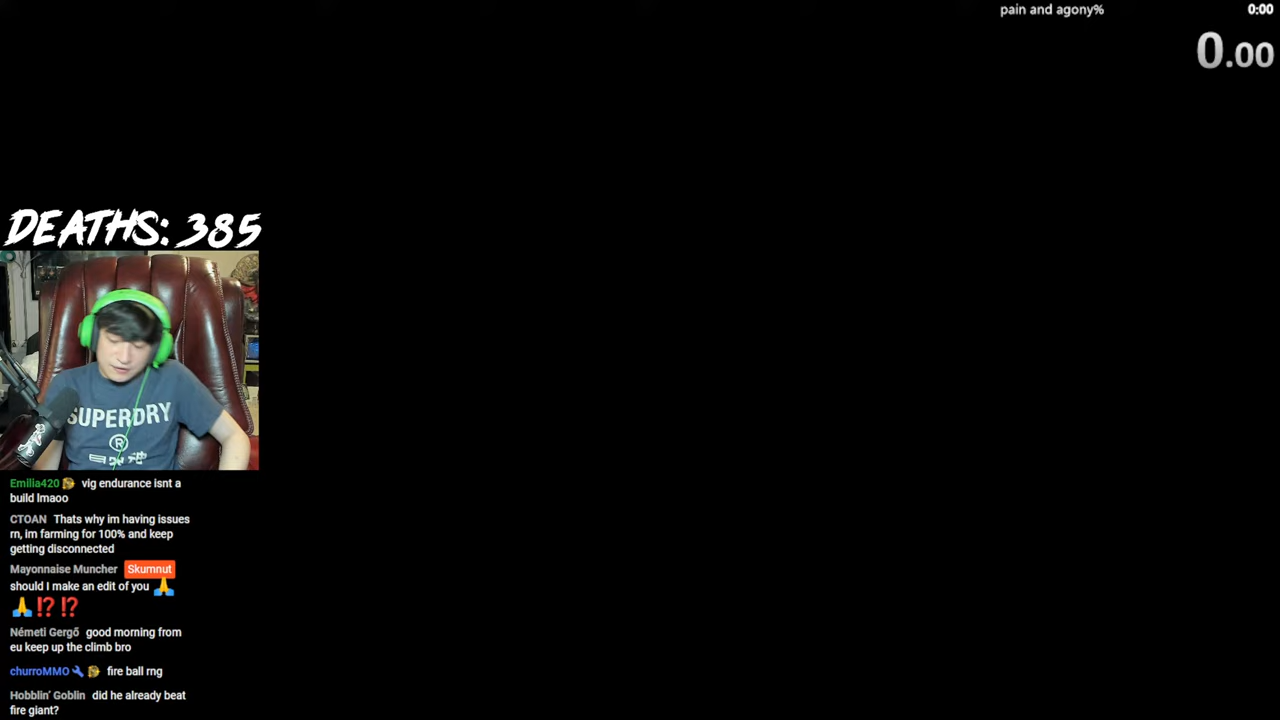 pain and agony% 0:00
0.00
DEATHS: 385
SUPERDRY
®
Emilia420 vig endurance isnt a
build lmaoo
CTOAN Thats why im having issues
rn, im farming for 100% and keep
getting disconnected
Mayonnaise Muncher Skumnut
should I make an edit of you 🙏
🙏⁉️⁉️
Németi Gergő good morning from
eu keep up the climb bro
churroMMO fire ball rng
Hobblin' Goblin did he already beat
fire giant?